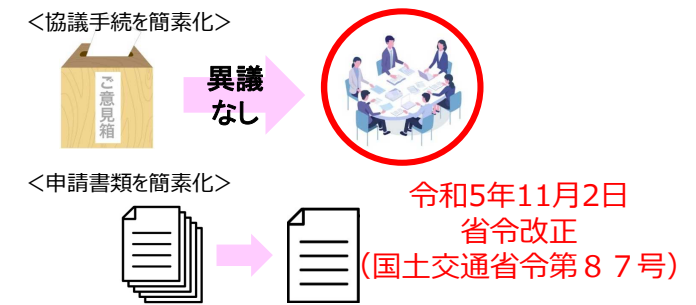 ＜協議手続を簡素化＞
ご意見箱
異議
なし
＜申請書類を簡素化＞
令和5年11月2日
省令改正
（国土交通省令第８７号）